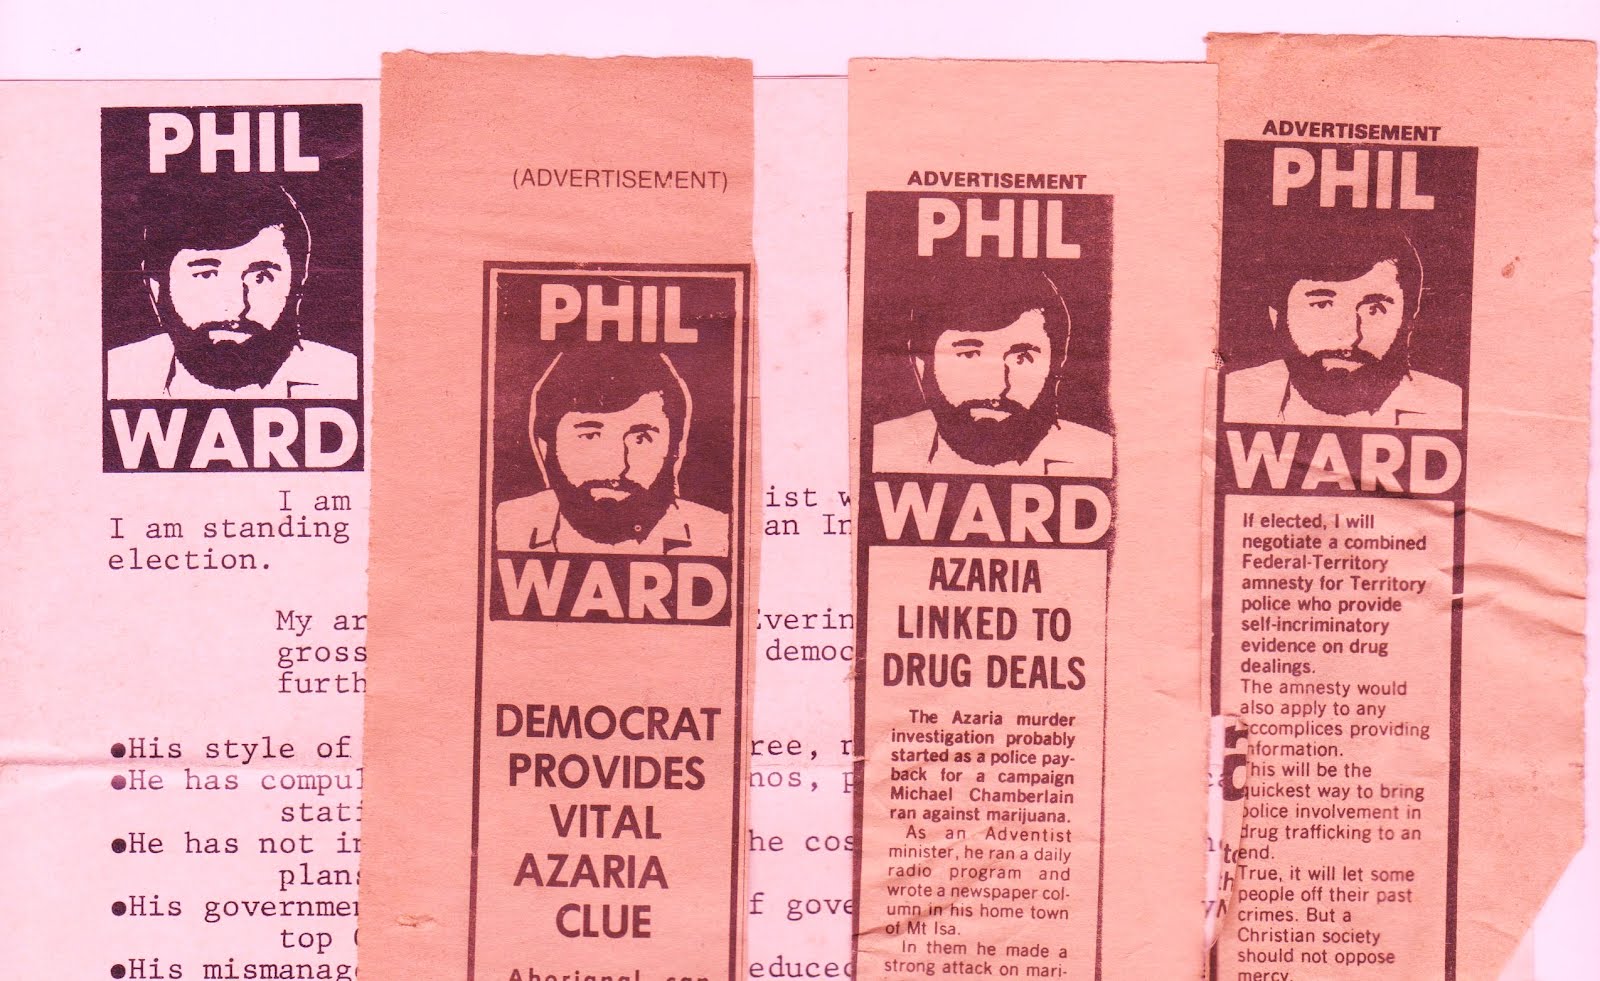 PHIL
WARD
I am
I am standing
election.
My ar
gross
furth
●His style of
●He has compul
stati
●He has not in
plans
●His governmen
top
●His mismanag
(ADVERTISEMENT)
PHIL
WARD
DEMOCRAT
PROVIDES
VITAL
AZARIA
CLUE
ist w
an In
Everin
democ
ree, n
nos, p
he cos
f gove
educed
ADVERTISEMENT
PHIL
WARD
AZARIA
LINKED TO
DRUG DEALS
The Azaria murder
investigation probably
started as a police pay-
back for a campaign
Michael Chamberlain
ran against marijuana.
As an Adventist
minister, he ran a daily
radio program and
wrote a newspaper col-
umn in his home town
of Mt Isa.
In them he made a
strong attack on mari-
ADVERTISEMENT
PHIL
WARD
If elected, I will
negotiate a combined
Federal-Territory
amnesty for Territory
police who provide
self-incriminatory
evidence on drug
dealings.
The amnesty would
also apply to any
accomplices providing
information.
This will be the
quickest way to bring
police involvement in
drug trafficking to an
end.
True, it will let some
people off their past
crimes. But a
Christian society
should not oppose
mercy.